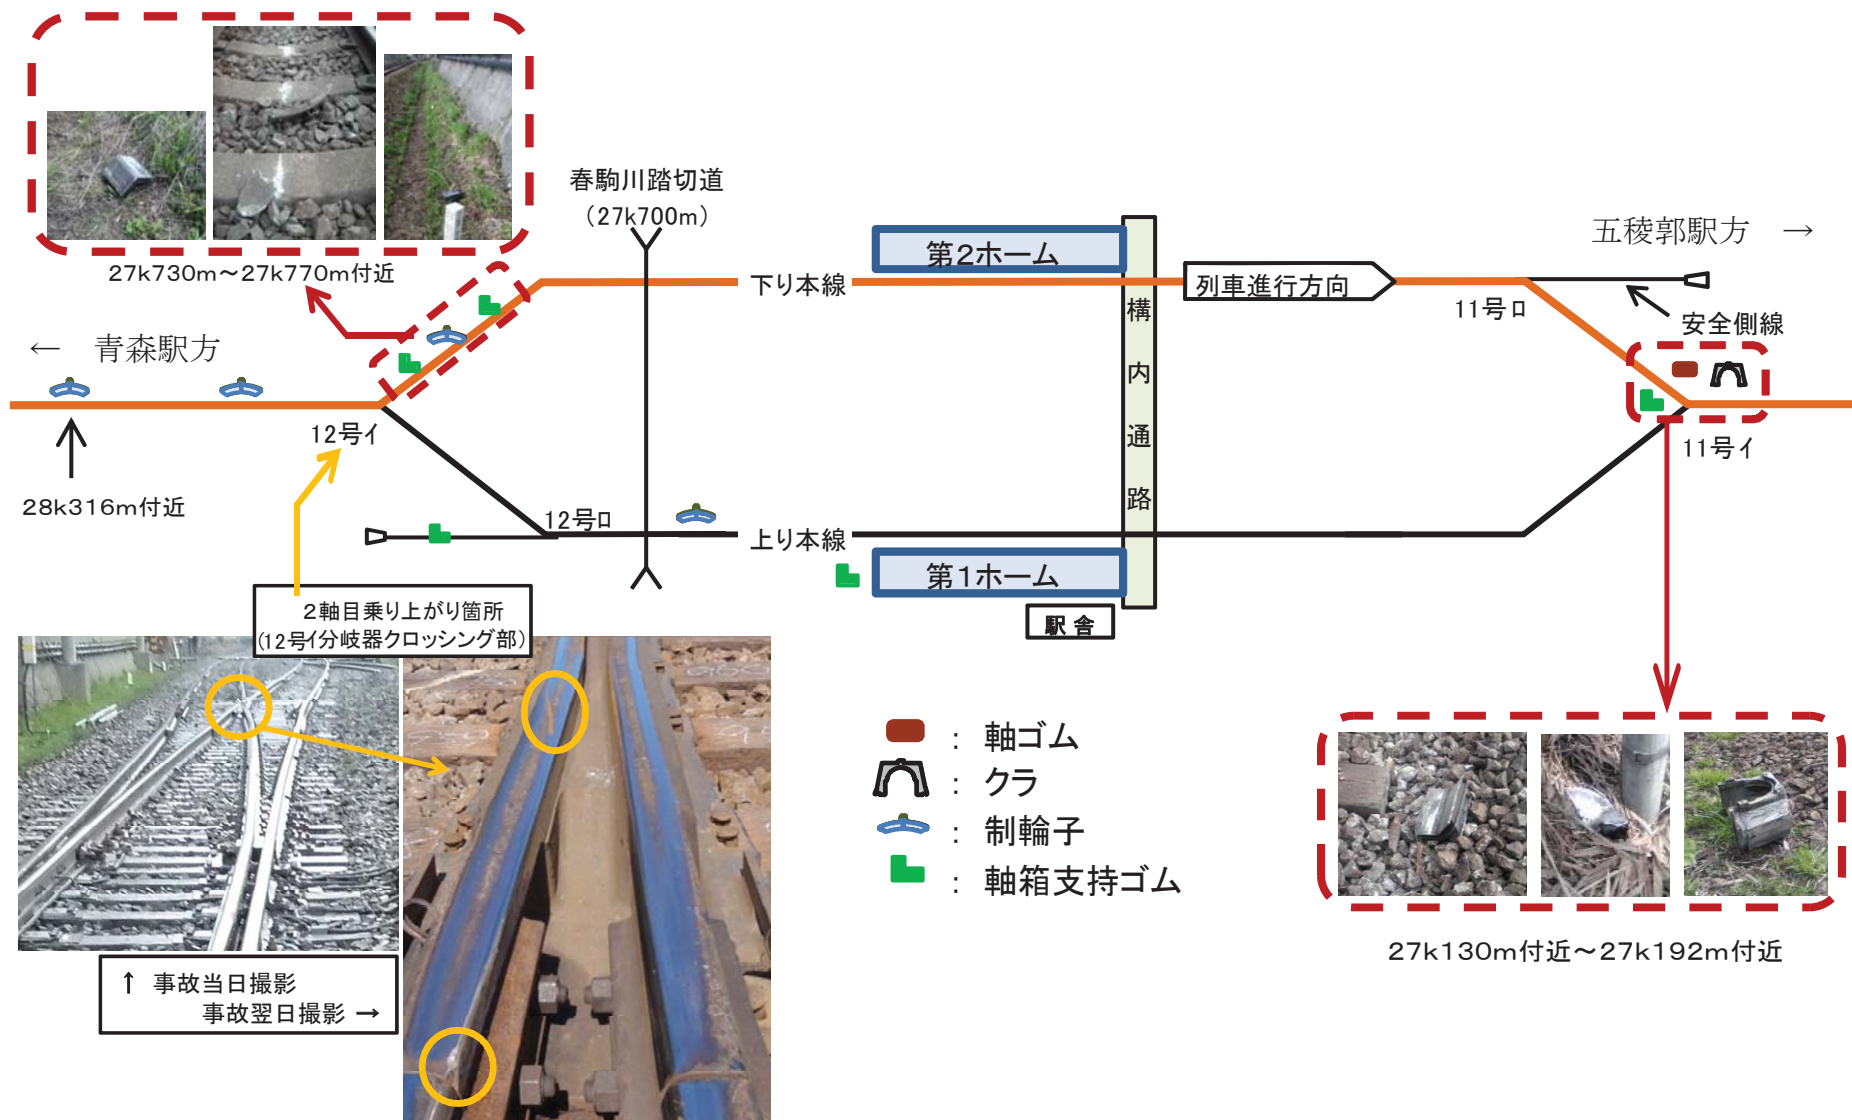 27k730m～27k770m付近
春駒川踏切道
（27k700m）
第2ホーム
五稜郭駅方 →
下り本線
列車進行方向
11号ロ
安全側線
← 青森駅方
構内通路
12号イ
11号イ
28k316m付近
12号ロ
上り本線
第1ホーム
駅舎
2軸目乗り上がり箇所
(12号イ分岐器クロッシング部)
： 軸ゴム
： クラ
： 制輪子
： 軸箱支持ゴム
27k130m付近～27k192m付近
↑ 事故当日撮影
事故翌日撮影 →